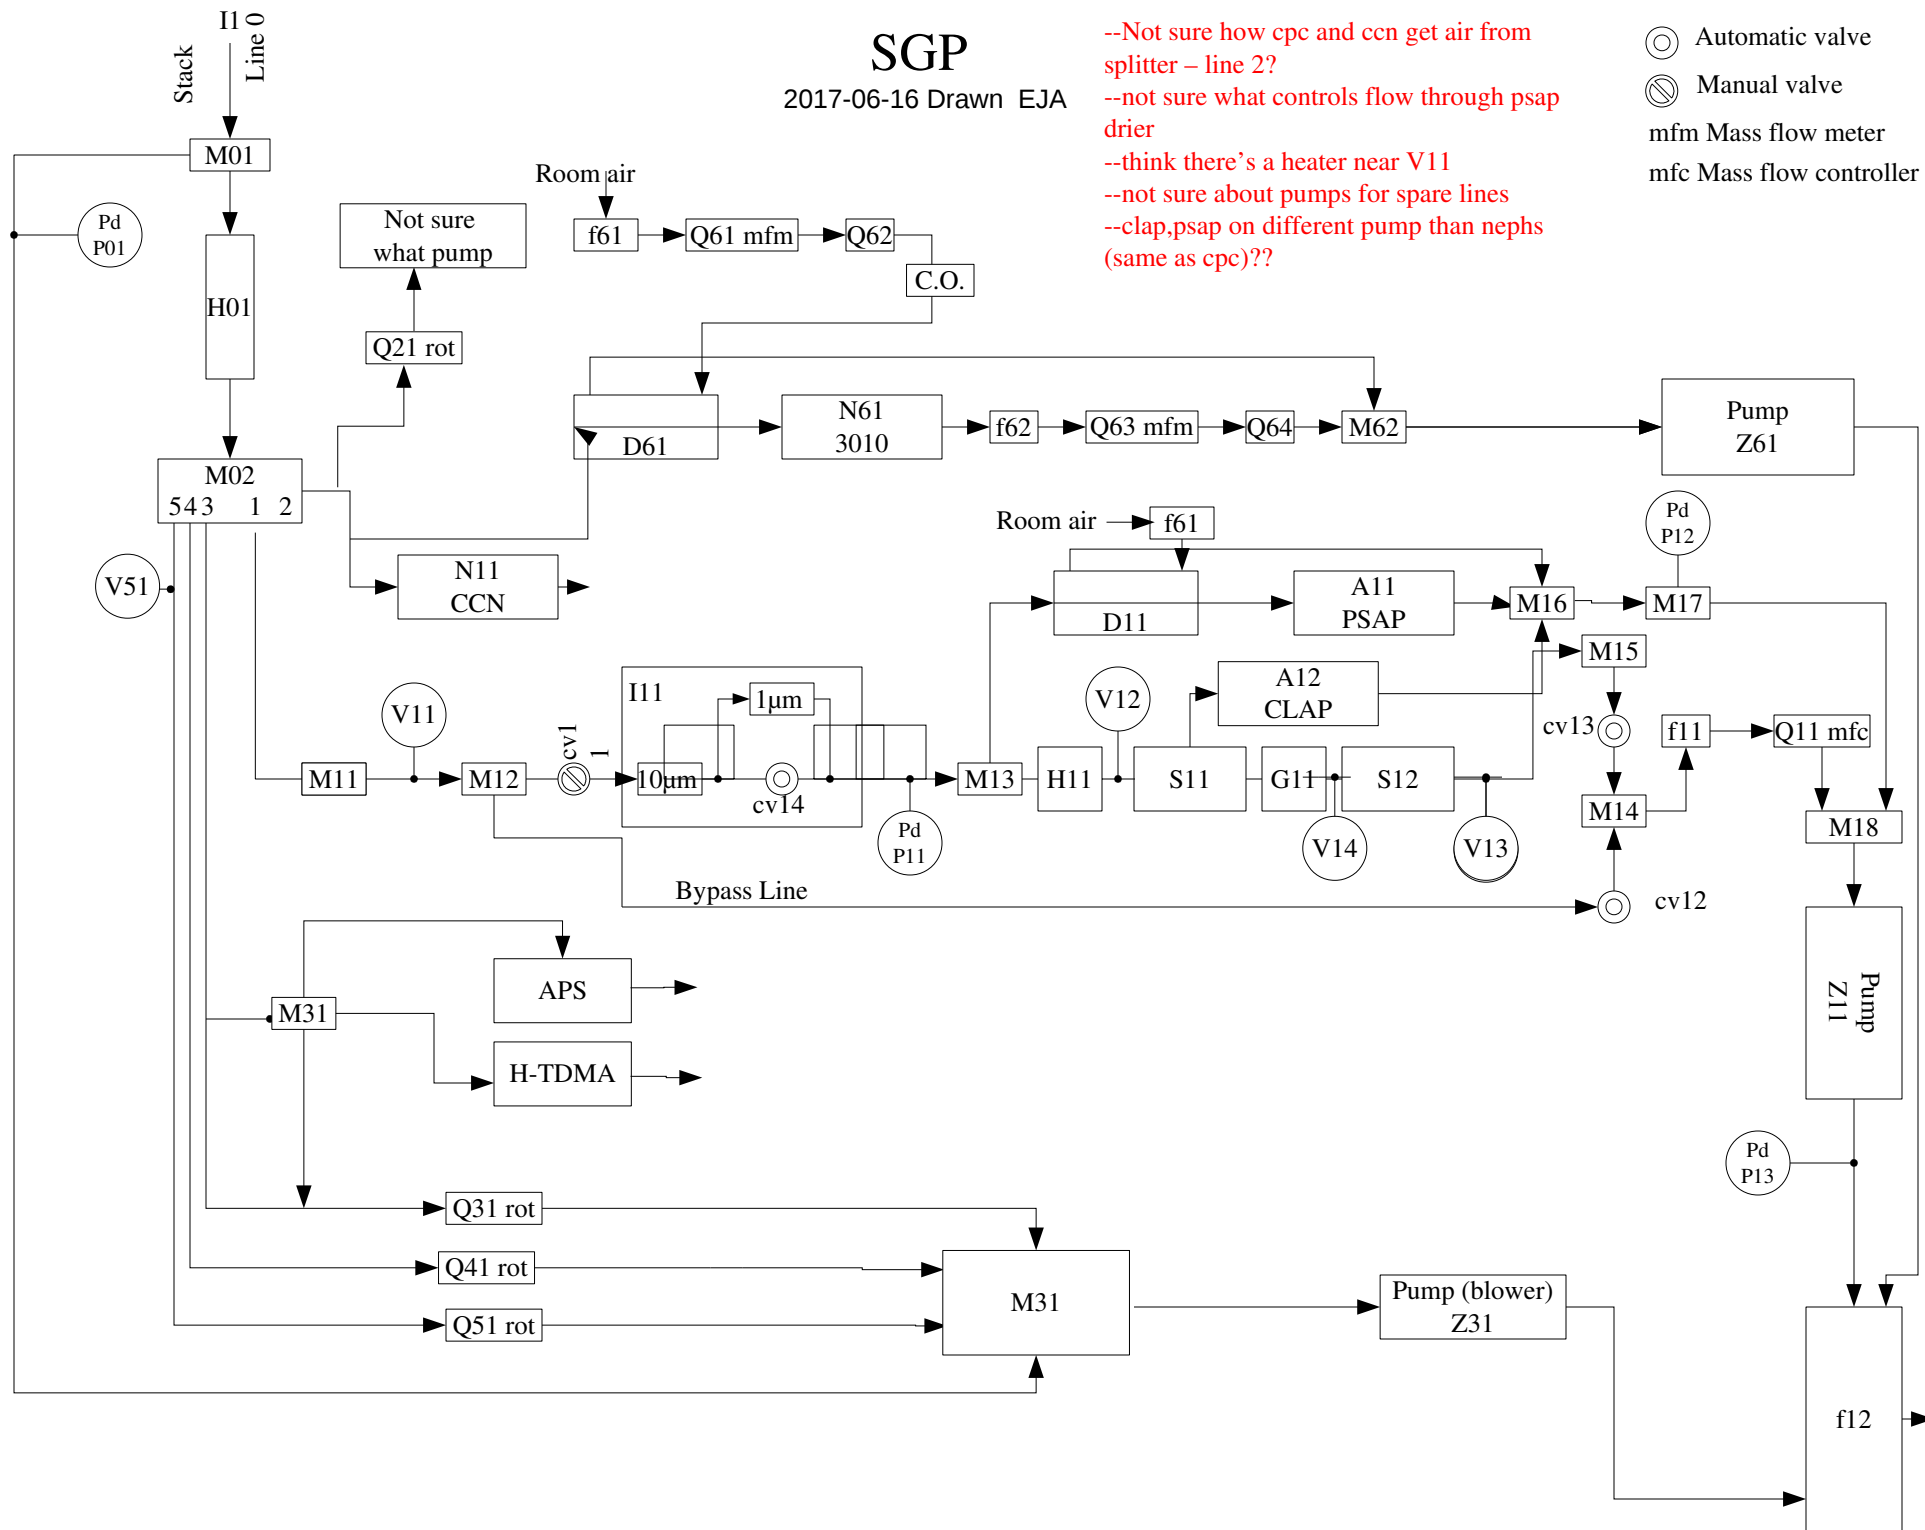 I1
Line 0
Stack
SGP
2017-06-16 Drawn EJA
--Not sure how cpc and ccn get air from
splitter – line 2?
--not sure what controls flow through psap
drier
--think there's a heater near V11
--not sure about pumps for spare lines
--clap,psap on different pump than nephs
(same as cpc)??
Automatic valve
Manual valve
mfm Mass flow meter
mfc Mass flow controller
M01
Pd
P01
H01
Not sure
what pump
Q21 rot
Room air
f61
Q61 mfm
Q62
C.O.
D61
N61
3010
f62
Q63 mfm
Q64
M62
Pump
Z61
M02
5 4 3 1 2
V51
N11
CCN
Room air
f61
D11
A11
PSAP
M16
Pd
P12
M17
M15
A12
CLAP
V12
I11
1µm
V11
cv1
1
cv13
f11
Q11 mfc
M11
M12
10µm
cv14
M13
H11
S11
G11
S12
M14
M18
Pd
P11
V14
V13
Bypass Line
cv12
APS
M31
H-TDMA
Pump
Z11
Pd
P13
Q31 rot
Q41 rot
Q51 rot
M31
Pump (blower)
Z31
f12